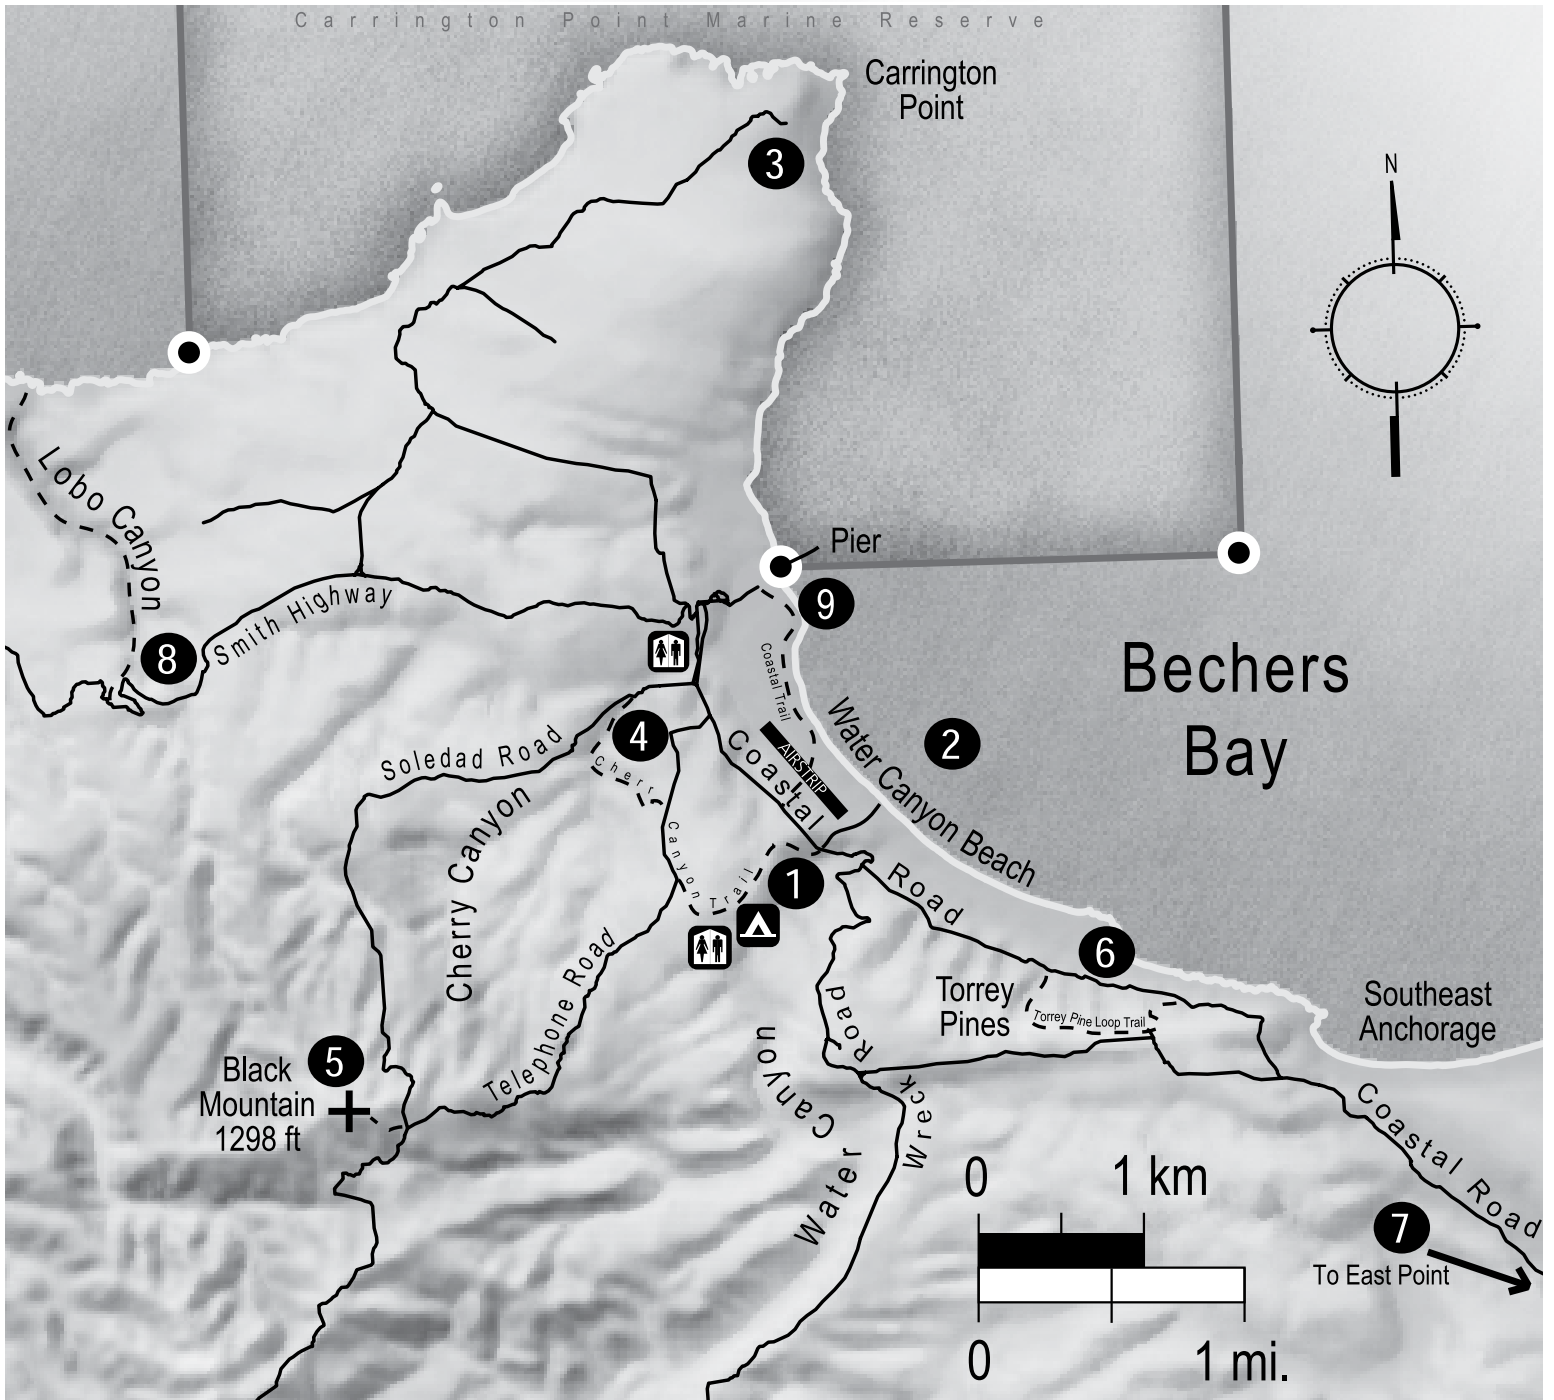 Carrington Point Marine Reserve
Carrington
Point
3
N
Lobo Canyon
Pier
9
Smith Highway
8
Bechers
Bay
Coastal Trail
Water Canyon Beach
2
4
Soledad Road
Cherr
Coastal
AIRSTRIP
Cherry Canyon
Canyon
Trail
1
Road
6
Torrey
Pines
Torrey Pine Loop Trail
Southeast
Anchorage
Telephone Road
Road
5
Black
Mountain
1298 ft
Water Canyon
Wreck
Coastal Road
0
1 km
7
To East Point
0
1 mi.